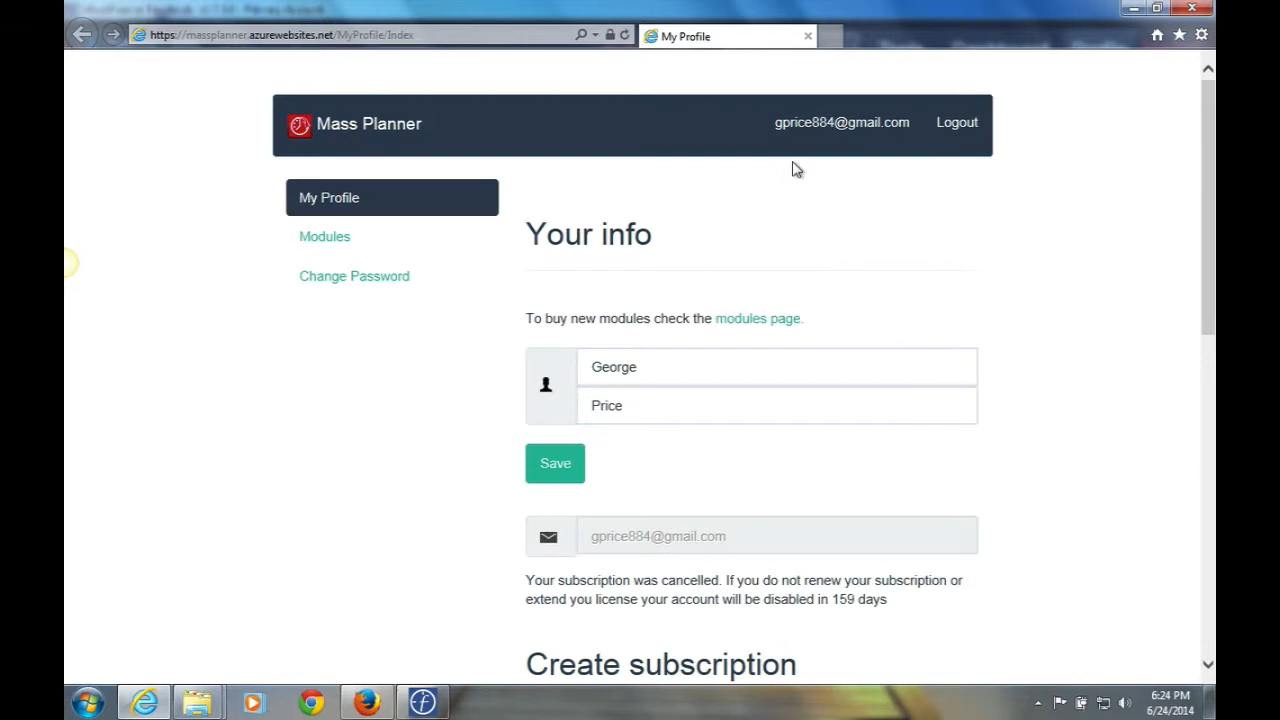 https://massplanner.azurewebsites.net/MyProfile/Index
My Profile
Mass Planner
gprice884@gmail.com
Logout
My Profile
Modules
Change Password
Your info
To buy new modules check the modules page.
George
Price
Save
gprice884@gmail.com
Your subscription was cancelled. If you do not renew your subscription or
extend you license your account will be disabled in 159 days
Create subscription
6:24 PM
6/24/2014